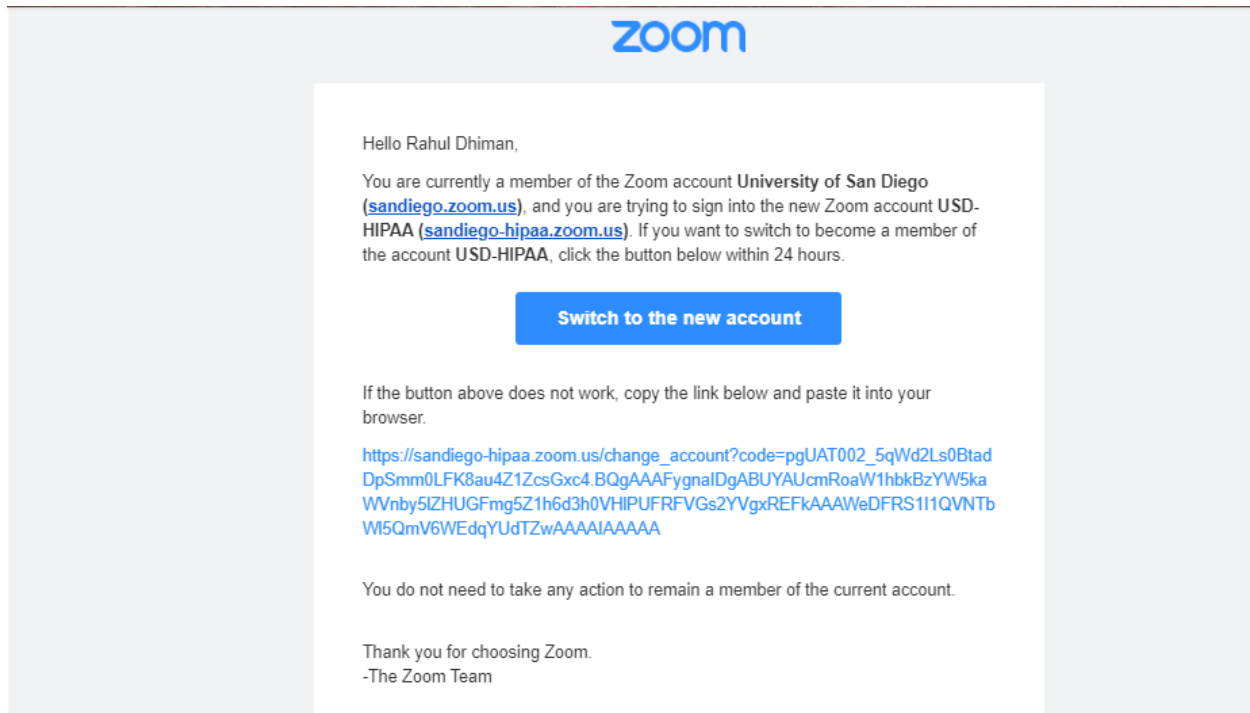 zoom
Hello Rahul Dhiman,
You are currently a member of the Zoom account University of San Diego
(sandiego.zoom.us), and you are trying to sign into the new Zoom account USD-
HIPAA (sandiego-hipaa.zoom.us). If you want to switch to become a member of
the account USD-HIPAA, click the button below within 24 hours.
Switch to the new account
If the button above does not work, copy the link below and paste it into your
browser.
https://sandiego-hipaa.zoom.us/change_account?code=pgUAT002_5qWd2Ls0Btad
DpSmm0LFK8au4Z1ZcsGxc4.BQgAAAFygnaIDgABUYAUcmRoaW1hbkBzYW5ka
WVnby5lZHUGFmg5Z1h6d3h0VHlPUFRFVGs2YVgxREFkAAAWeDFRS1I1QVNTb
Wl5QmV6WEdqYUdTZwAAAAIAAAAA
You do not need to take any action to remain a member of the current account.
Thank you for choosing Zoom.
-The Zoom Team